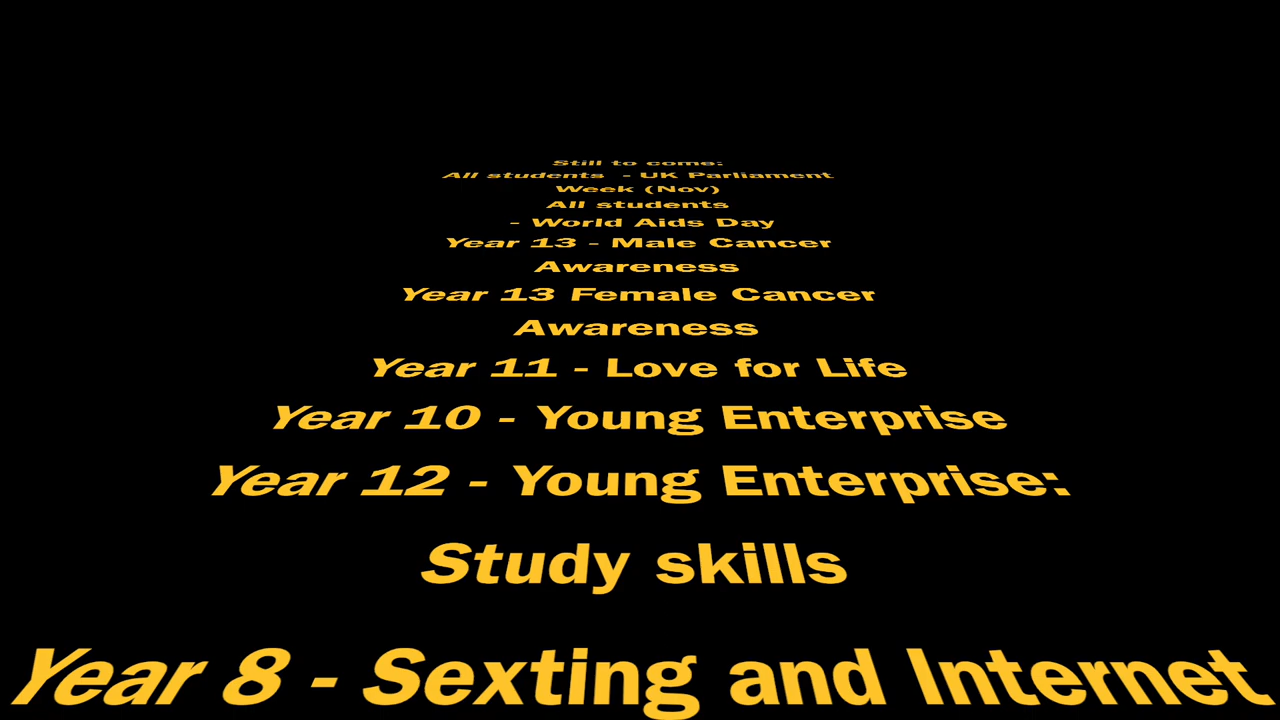 Still to come:
All students - UK Parliament
Week (Nov)
All students
- World Aids Day
Year 13 - Male Cancer
Awareness
Year 13 Female Cancer
Awareness
Year 11 - Love for Life
Year 10 - Young Enterprise
Year 12 - Young Enterprise:
Study skills
Year 8 - Sexting and Internet